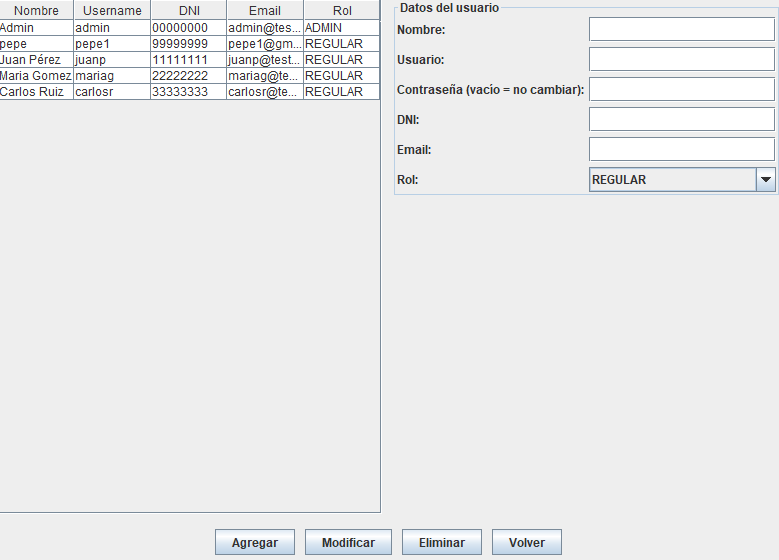 Nombre Username DNI Email Rol
Admin admin 00000000 admin@tes... ADMIN
pepe pepe1 99999999 pepe1@gm... REGULAR
Juan Pérez juanp 11111111 juanp@test... REGULAR
Maria Gomez mariag 22222222 mariag@te... REGULAR
Carlos Ruiz carlosr 33333333 carlosr@te... REGULAR
Datos del usuario
Nombre:
Usuario:
Contraseña (vacío = no cambiar):
DNI:
Email:
Rol: REGULAR
Agregar Modificar Eliminar Volver